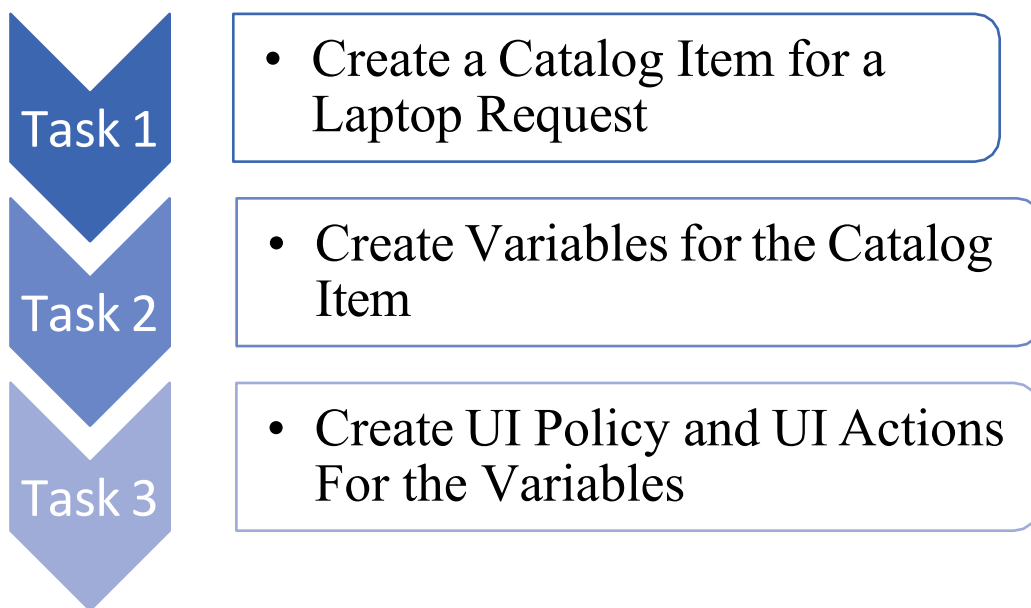 Task 1
• Create a Catalog Item for a
Laptop Request
Task 2
• Create Variables for the Catalog
Item
Task 3
• Create UI Policy and UI Actions
For the Variables